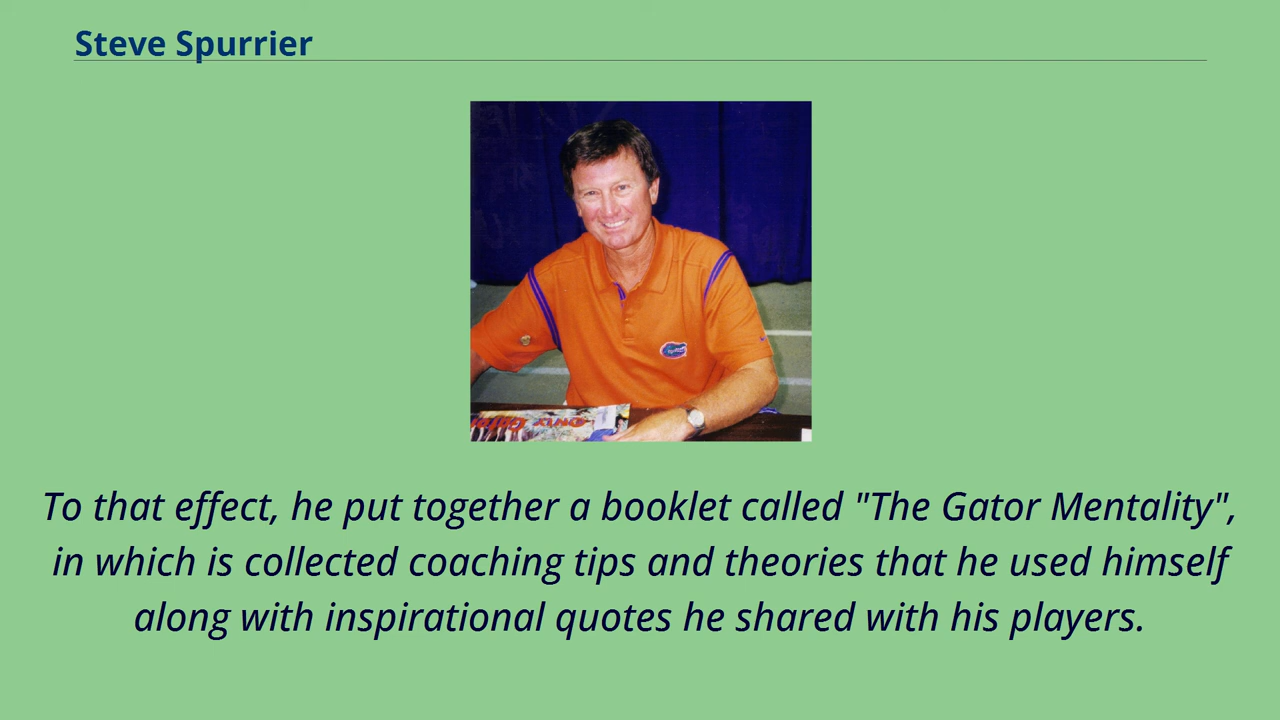 Steve Spurrier
To that effect, he put together a booklet called "The Gator Mentality",
in which is collected coaching tips and theories that he used himself
along with inspirational quotes he shared with his players.